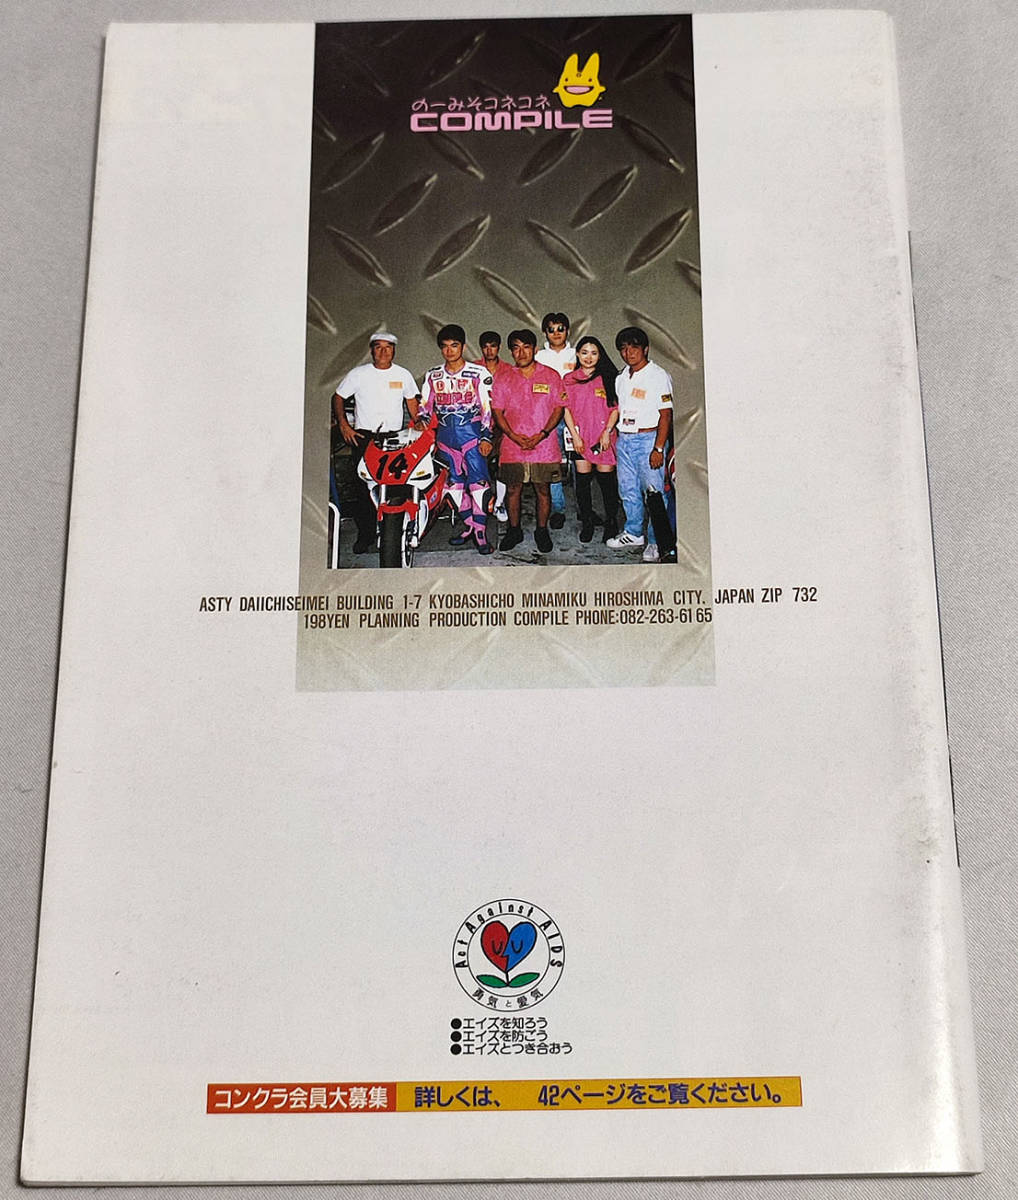 のーみそコネコネ
COMPILE
COMPILE
14
ASTY DAIICHISEIMEI BUILDING 1-7 KYOBASHICHO MINAMIKU HIROSHIMA CITY. JAPAN ZIP 732
198YEN PLANNING PRODUCTION COMPILE PHONE:082-263-6165
Act Against AIDS
勇気と愛気
●エイズを知ろう
●エイズを防ごう
●エイズとつき合おう
コンクラ会員大募集 詳しくは、 42ページをご覧ください。